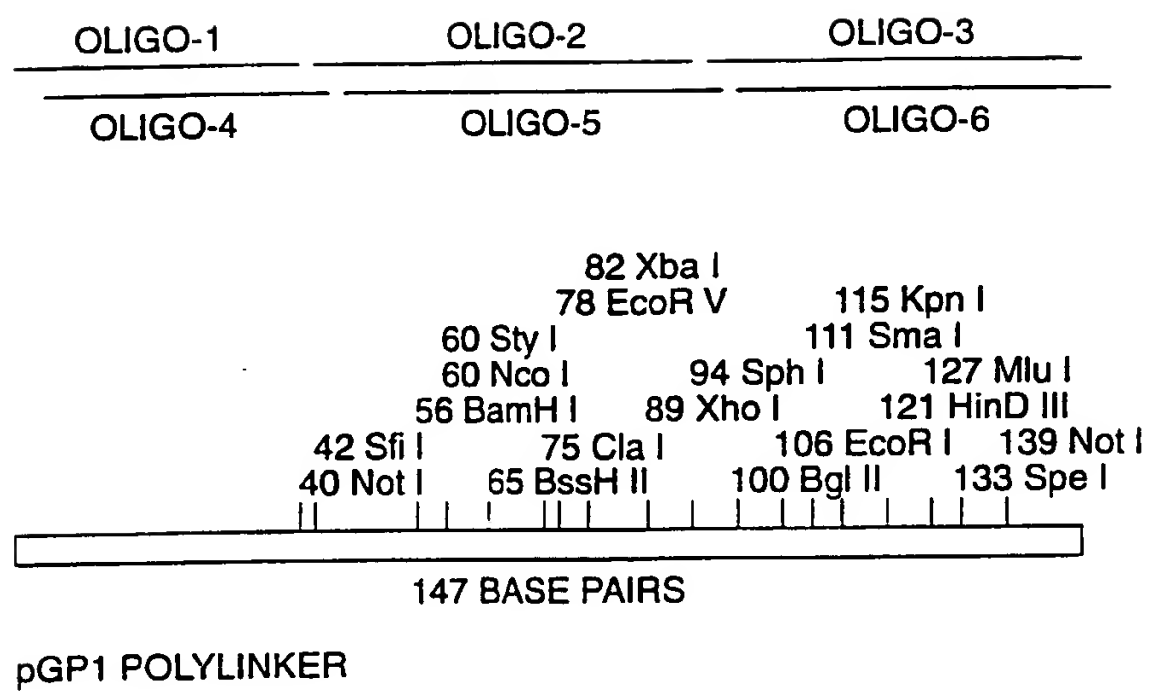 OLIGO-1 OLIGO-2 OLIGO-3
OLIGO-4 OLIGO-5 OLIGO-6
82 Xba I
78 EcoR V 115 Kpn I
60 Sty I 111 Sma I
60 Nco I 94 Sph I 127 Mlu I
56 BamH I 89 Xho I 121 HinD III
42 Sfi I 75 Cla I 106 EcoR I 139 Not I
40 Not I 65 BssH II 100 Bgl II 133 Spe I
147 BASE PAIRS
pGP1 POLYLINKER